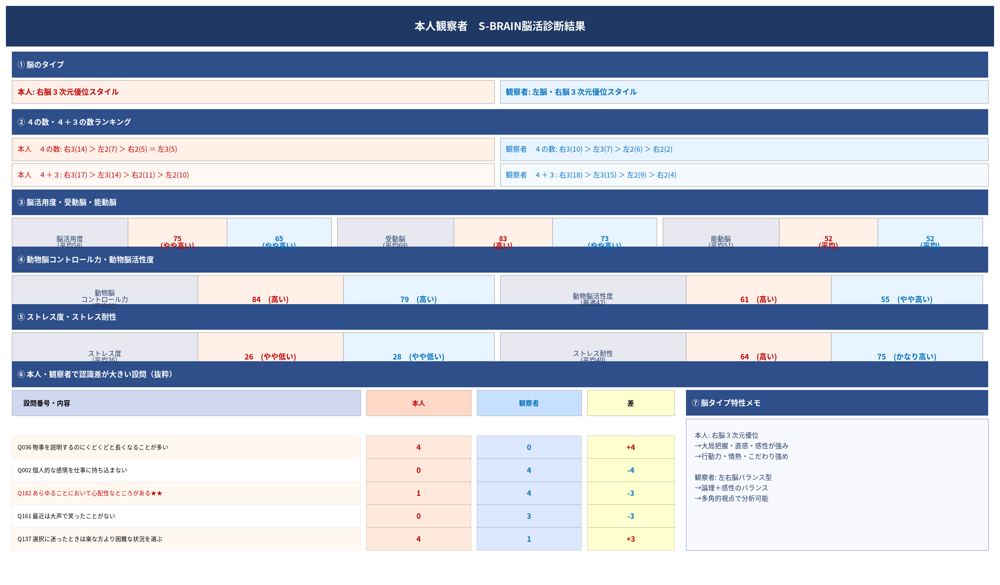 本人観察者　S-BRAIN脳活診断結果
① 脳のタイプ
本人: 右脳３次元優位スタイル
観察者: 左脳・右脳３次元優位スタイル
② ４の数・４＋３の数ランキング
本人　４の数: 右3(14) ＞ 左2(7) ＞ 右2(5) ＝ 左3(5)
観察者　４の数: 右3(10) ＞ 左3(7) ＞ 左2(6) ＞ 右2(2)
本人　４＋３: 右3(17) ＞ 左3(14) ＞ 右2(11) ＞ 左2(10)
観察者　４＋３: 右3(18) ＞ 左3(15) ＞ 左2(9) ＞ 右2(4)
③ 脳活用度・受動脳・能動脳
脳活用度
(平均58)
75
(やや高い)
65
(やや高い)
受動脳
(平均69)
83
(高い)
73
(やや高い)
能動脳
(平均51)
52
(平均)
52
(平均)
④ 動物脳コントロール力・動物脳活性度
動物脳
コントロール力
(平均62)
84　(高い)
79　(高い)
動物脳活性度
(最適42)
61　(高い)
55　(やや高い)
⑤ ストレス度・ストレス耐性
ストレス度
(平均36)
26　(やや低い)
28　(やや低い)
ストレス耐性
(平均49)
64　(高い)
75　(かなり高い)
⑥ 本人・観察者で認識差が大きい設問（抜粋）
設問番号・内容
本人
観察者
差
Q036 物事を説明するのにくどくどと長くなることが多い
4
0
+4
Q002 個人的な感情を仕事に持ち込まない
0
4
-4
Q182 あらゆることにおいて心配性なところがある★★
1
4
-3
Q161 最近は大声で笑ったことがない
0
3
-3
Q137 選択に迷ったときは楽な方より困難な状況を選ぶ
4
1
+3
⑦ 脳タイプ特性メモ
本人: 右脳３次元優位
→大局把握・直感・感性が強み
→行動力・情熱・こだわり強め
観察者: 左右脳バランス型
→論理＋感性のバランス
→多角的視点で分析可能